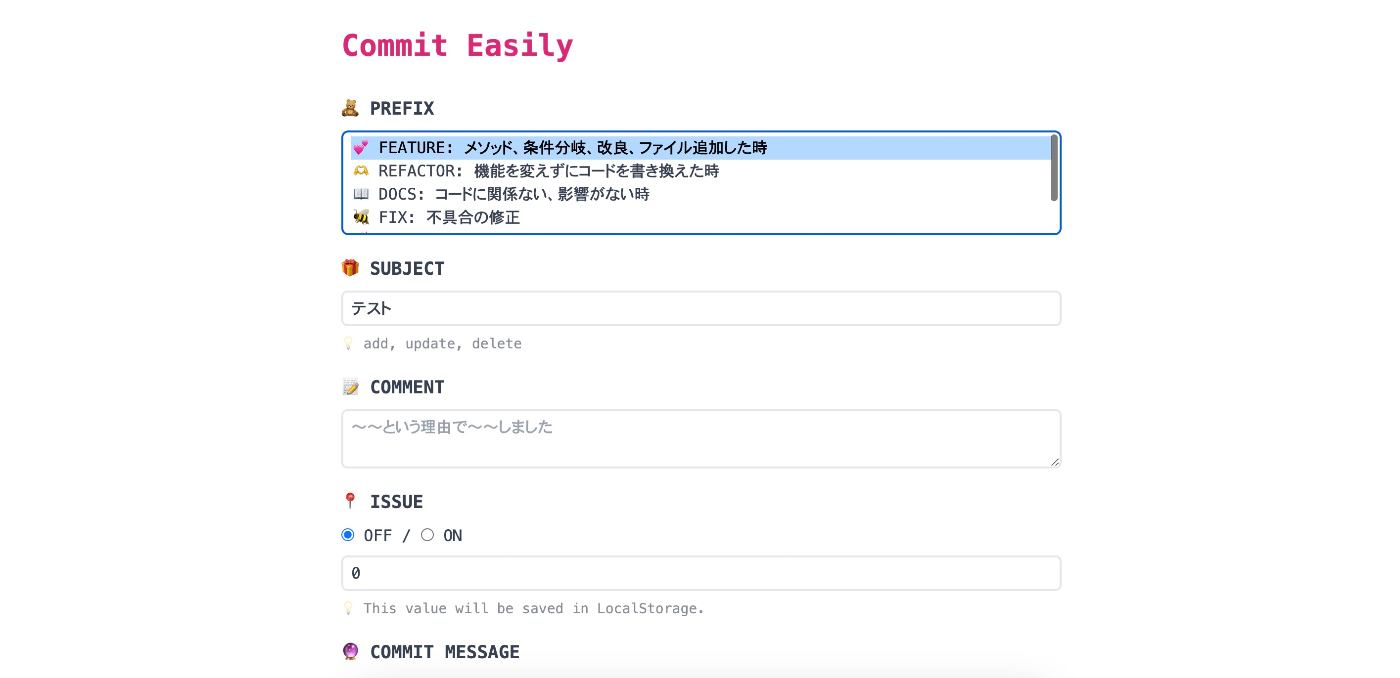 Commit Easily
🧸 PREFIX
💕 FEATURE: メソッド、条件分岐、改良、ファイル追加した時
🫶 REFACTOR: 機能を変えずにコードを書き換えた時
📖 DOCS: コードに関係ない、影響がない時
🐝 FIX: 不具合の修正
🎁 SUBJECT
テスト
💡 add, update, delete
📝 COMMENT
〜〜という理由で〜〜しました
📍 ISSUE
OFF / ON
0
💡 This value will be saved in LocalStorage.
🔮 COMMIT MESSAGE